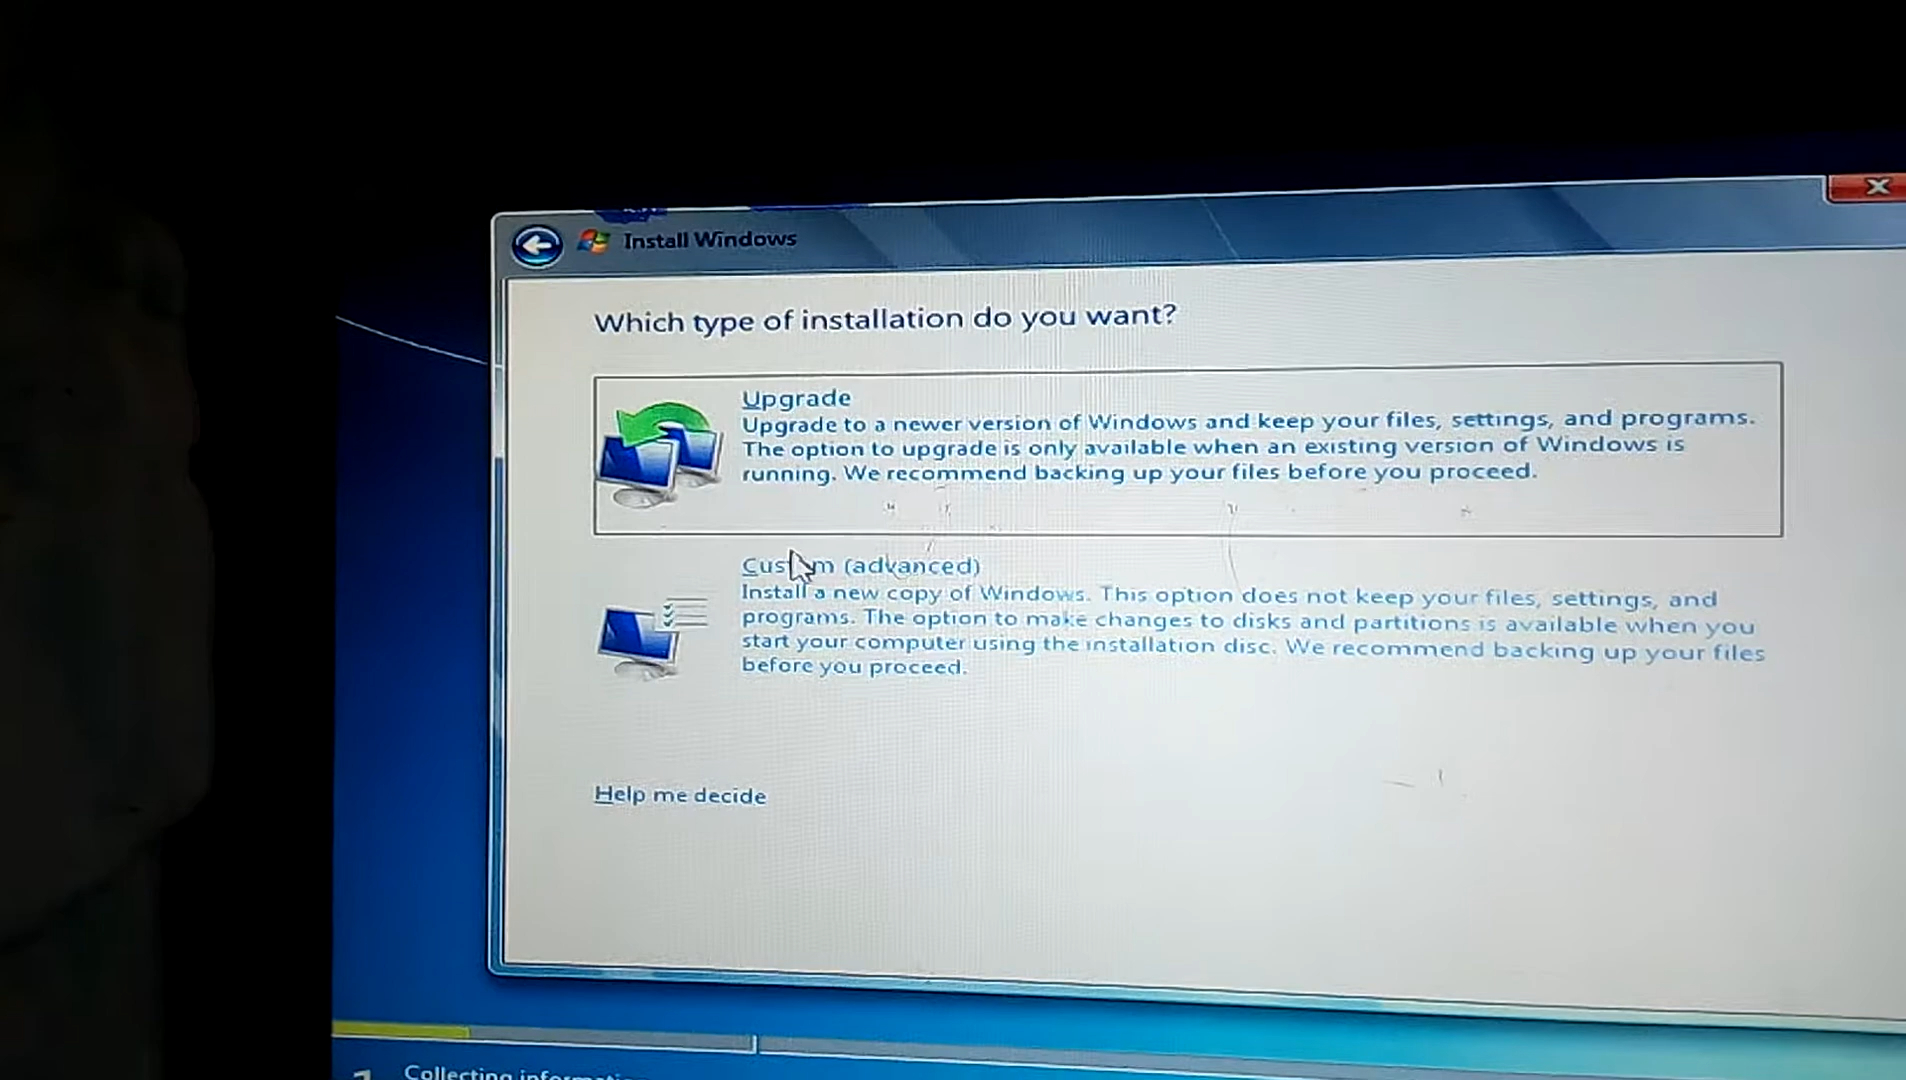 Install Windows
Which type of installation do you want?
Upgrade
Upgrade to a newer version of Windows and keep your files, settings, and programs.
The option to upgrade is only available when an existing version of Windows is
running. We recommend backing up your files before you proceed.
Custom (advanced)
Install a new copy of Windows. This option does not keep your files, settings, and
programs. The option to make changes to disks and partitions is available when you
start your computer using the installation disc. We recommend backing up your files
before you proceed.
Help me decide
1 Collecting